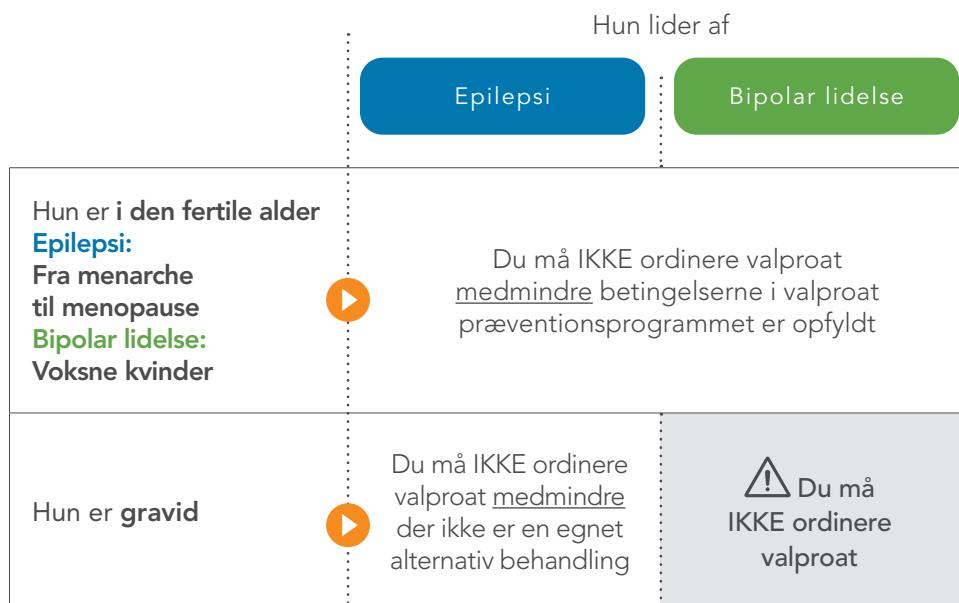 Hun lider af
Epilepsi
Bipolar lidelse
Hun er i den fertile alder
Epilepsi:
Fra menarche
til menopause
Bipolar lidelse:
Voksne kvinder
Du må IKKE ordinere valproat
medmindre betingelserne i valproat
præventionsprogrammet er opfyldt
Hun er gravid
Du må IKKE ordinere
valproat medmindre
der ikke er en egnet
alternativ behandling
Du må
IKKE ordinere
valproat